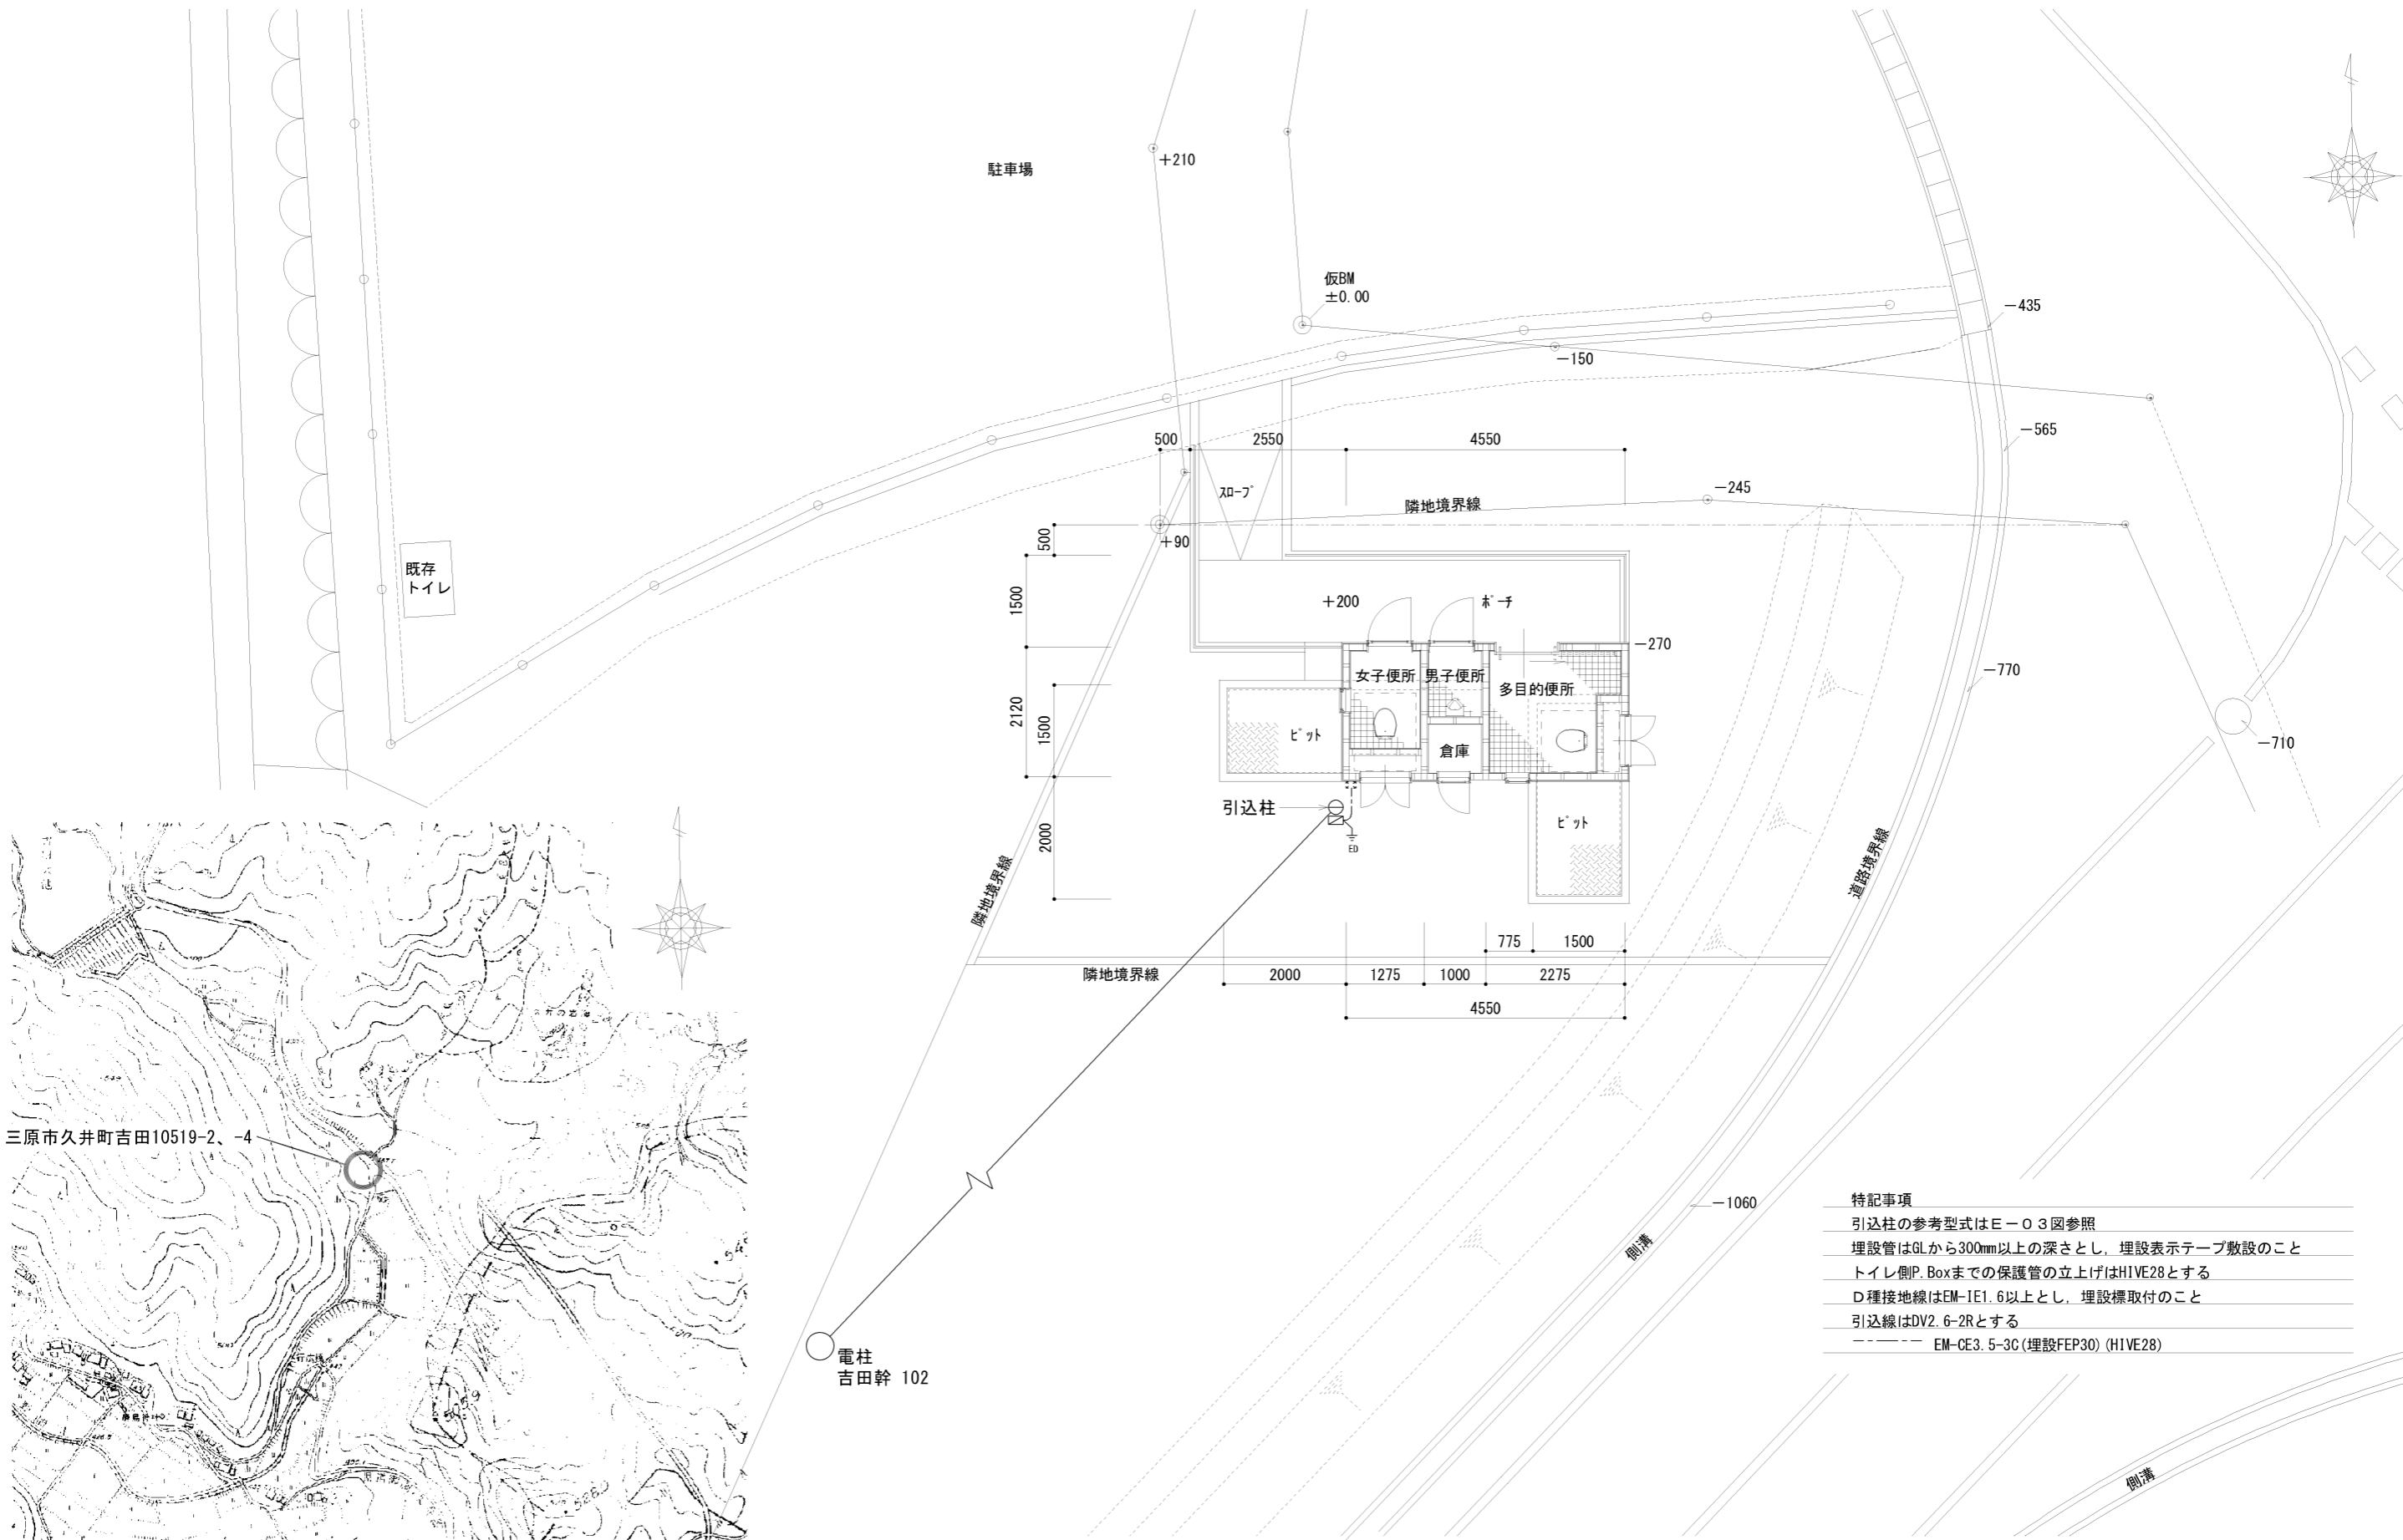 駐車場
+210
仮BM
±0.00
-435
-150
-565
500
2550
4550
スロープ
-245
隣地境界線
+90
500
既存
トイレ
1500
+200
ポーチ
-270
女子便所
男子便所
多目的便所
-770
2120
1500
ピット
倉庫
-710
引込柱
ピット
ED
2000
隣地境界線
道路境界線
775
1500
隣地境界線
2000
1275
1000
2275
4550
三原市久井町吉田10519-2、-4
-1060
側溝
電柱
吉田幹 102
特記事項
引込柱の参考型式はE-03図参照
埋設管はGLから300mm以上の深さとし, 埋設表示テープ敷設のこと
トイレ側P.Boxまでの保護管の立上げはHIVE28とする
D種接地線はEM-IE1.6以上とし, 埋設標取付のこと
引込線はDV2.6-2Rとする
EM-CE3.5-3C(埋設FEP30)(HIVE28)
側溝